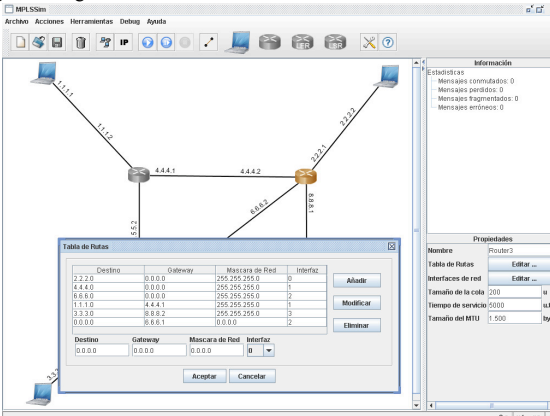 MPLSSim
Archivo Acciones Herramientas Debug Ayuda
IP LER LSR
Información
Estadísticas
Mensajes conmutados: 0
Mensajes perdidos: 0
Mensajes fragmentados: 0
Mensajes erróneos: 0
1.1.1.1
1.1.1.2
2.2.2.2
2.2.2.1
4.4.4.1
4.4.4.2
6.6.6.2
8.8.8.1
5.5.2
3.3.2
Propiedades
Nombre Router3
Tabla de Rutas Editar ...
Interfaces de red Editar ...
Tamaño de la cola 200 u
Tiempo de servicio 5000 u.t
Tamaño del MTU 1.500 by
Tabla de Rutas
Destino Gateway Mascara de Red Interfaz
2.2.2.0 0.0.0.0 255.255.255.0 0
4.4.4.0 0.0.0.0 255.255.255.0 1
6.6.6.0 0.0.0.0 255.255.255.0 2
1.1.1.0 4.4.4.1 255.255.255.0 1
3.3.3.0 8.8.8.2 255.255.255.0 3
0.0.0.0 6.6.6.1 0.0.0.0 2
Añadir
Modificar
Eliminar
Destino Gateway Mascara de Red Interfaz
0.0.0.0 0.0.0.0 0.0.0.0 0
Aceptar Cancelar